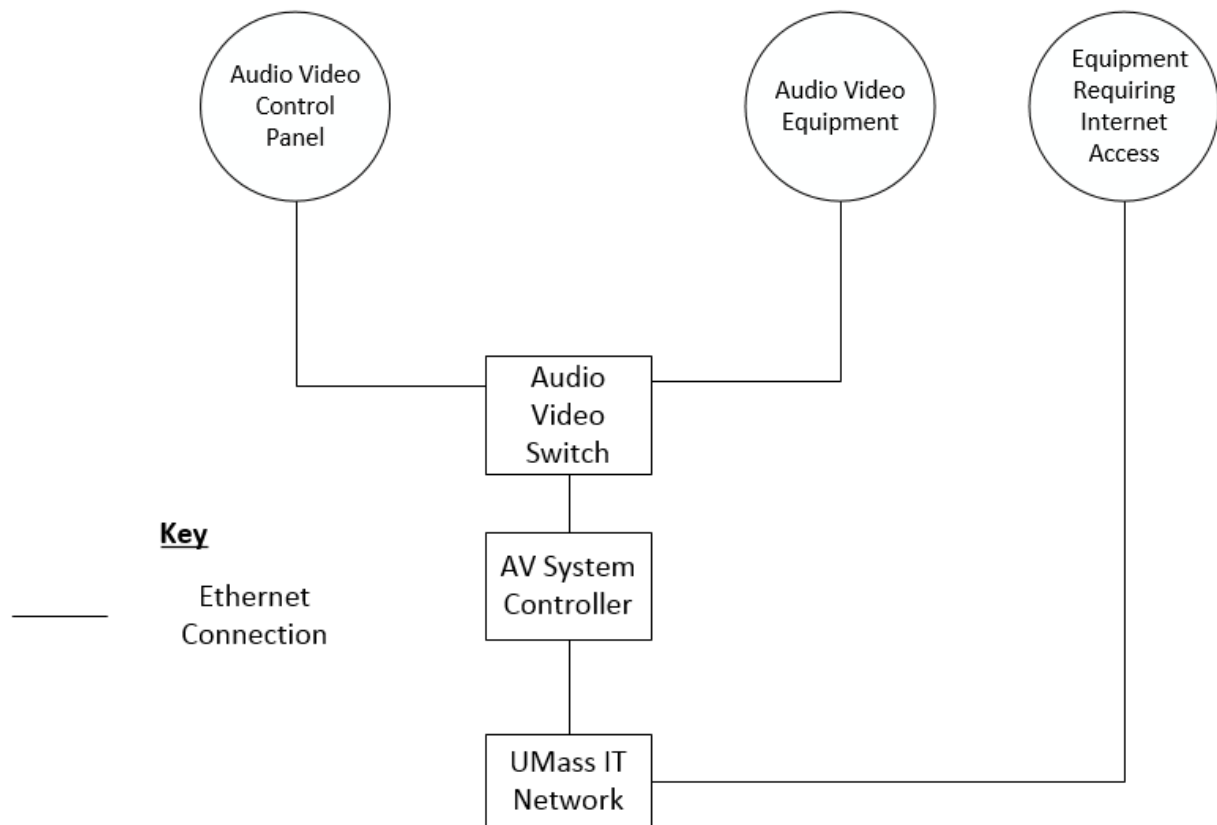 Audio Video
Control
Panel
Audio Video
Equipment
Equipment
Requiring
Internet
Access
Audio
Video
Switch
Key
Ethernet
Connection
AV System
Controller
UMass IT
Network